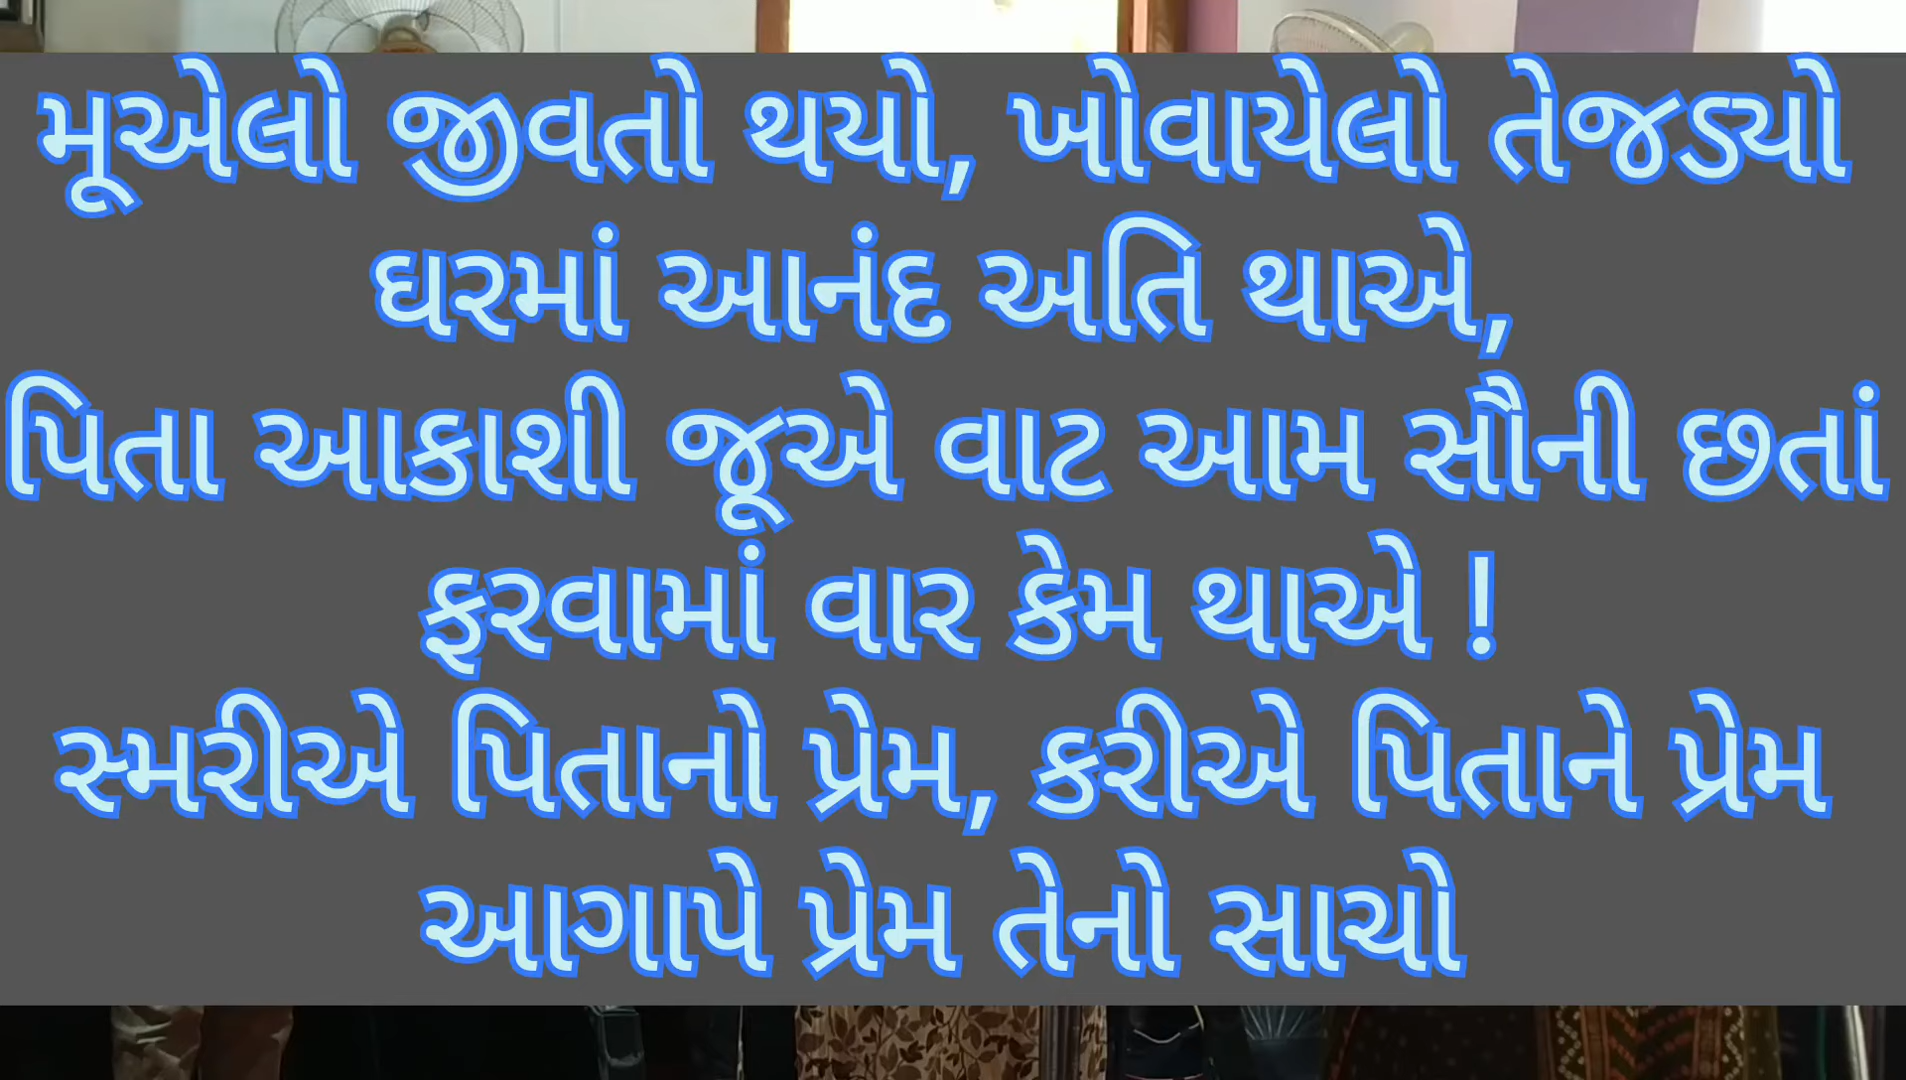 મૂએલો જીવતો થયો, ખોવાયેલો તેજડ્યો
ઘરમાં આનંદ અતિ થાએ,
પિતા આકાશી જૂએ વાટ આમ સૌની છતાં
ફરવામાં વાર કેમ થાએ !
સ્મરીએ પિતાનો પ્રેમ, કરીએ પિતાને પ્રેમ
આગાપે પ્રેમ તેનો સાચો